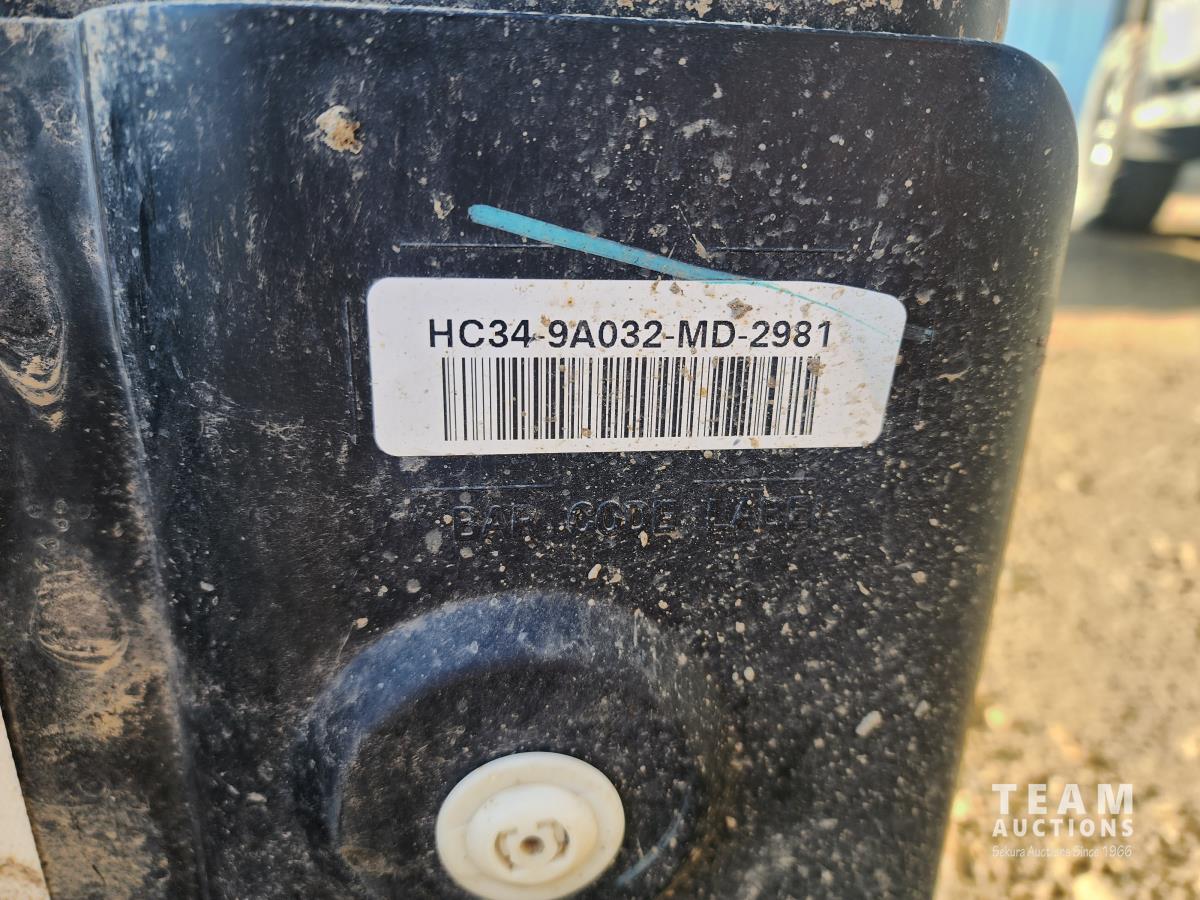 HC34-9A032-MD-2981
BAR CODE LABEL
TEAM
AUCTIONS
Sekura Auctions Since 1966